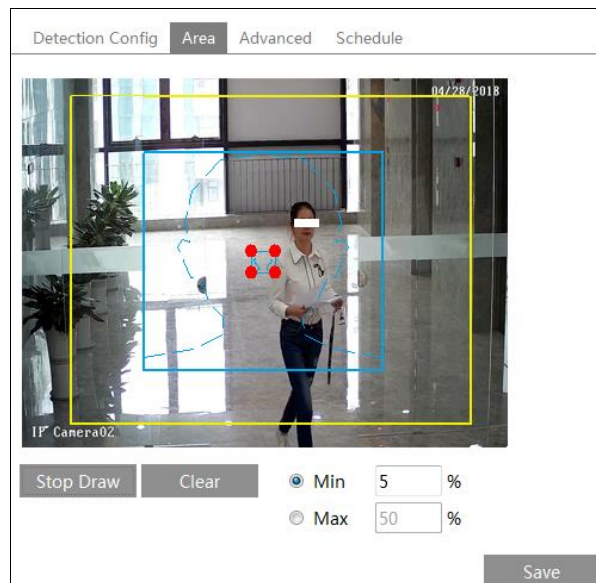 Detection Config Area Advanced Schedule
04/28/2018
IP Camera02
Stop Draw Clear Min 5 %
Max 50 %
Save